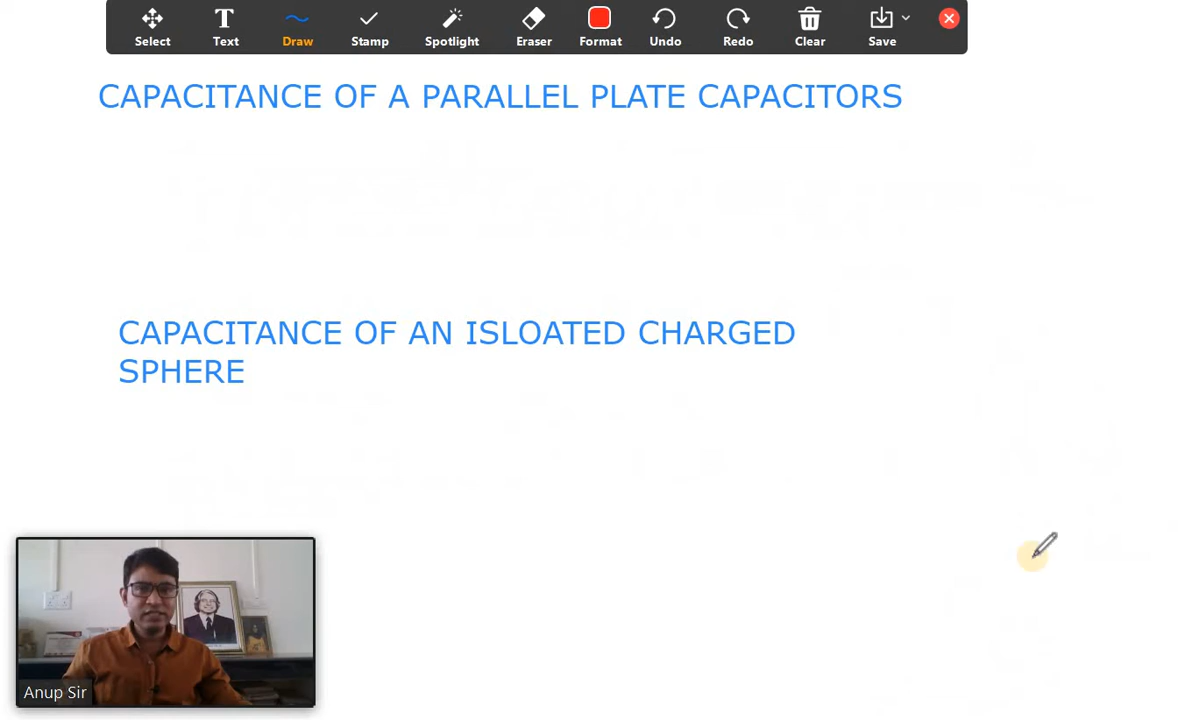 Select Text Draw Stamp Spotlight Eraser Format Undo Redo Clear Save
CAPACITANCE OF A PARALLEL PLATE CAPACITORS
CAPACITANCE OF AN ISLOATED CHARGED
SPHERE
Anup Sir